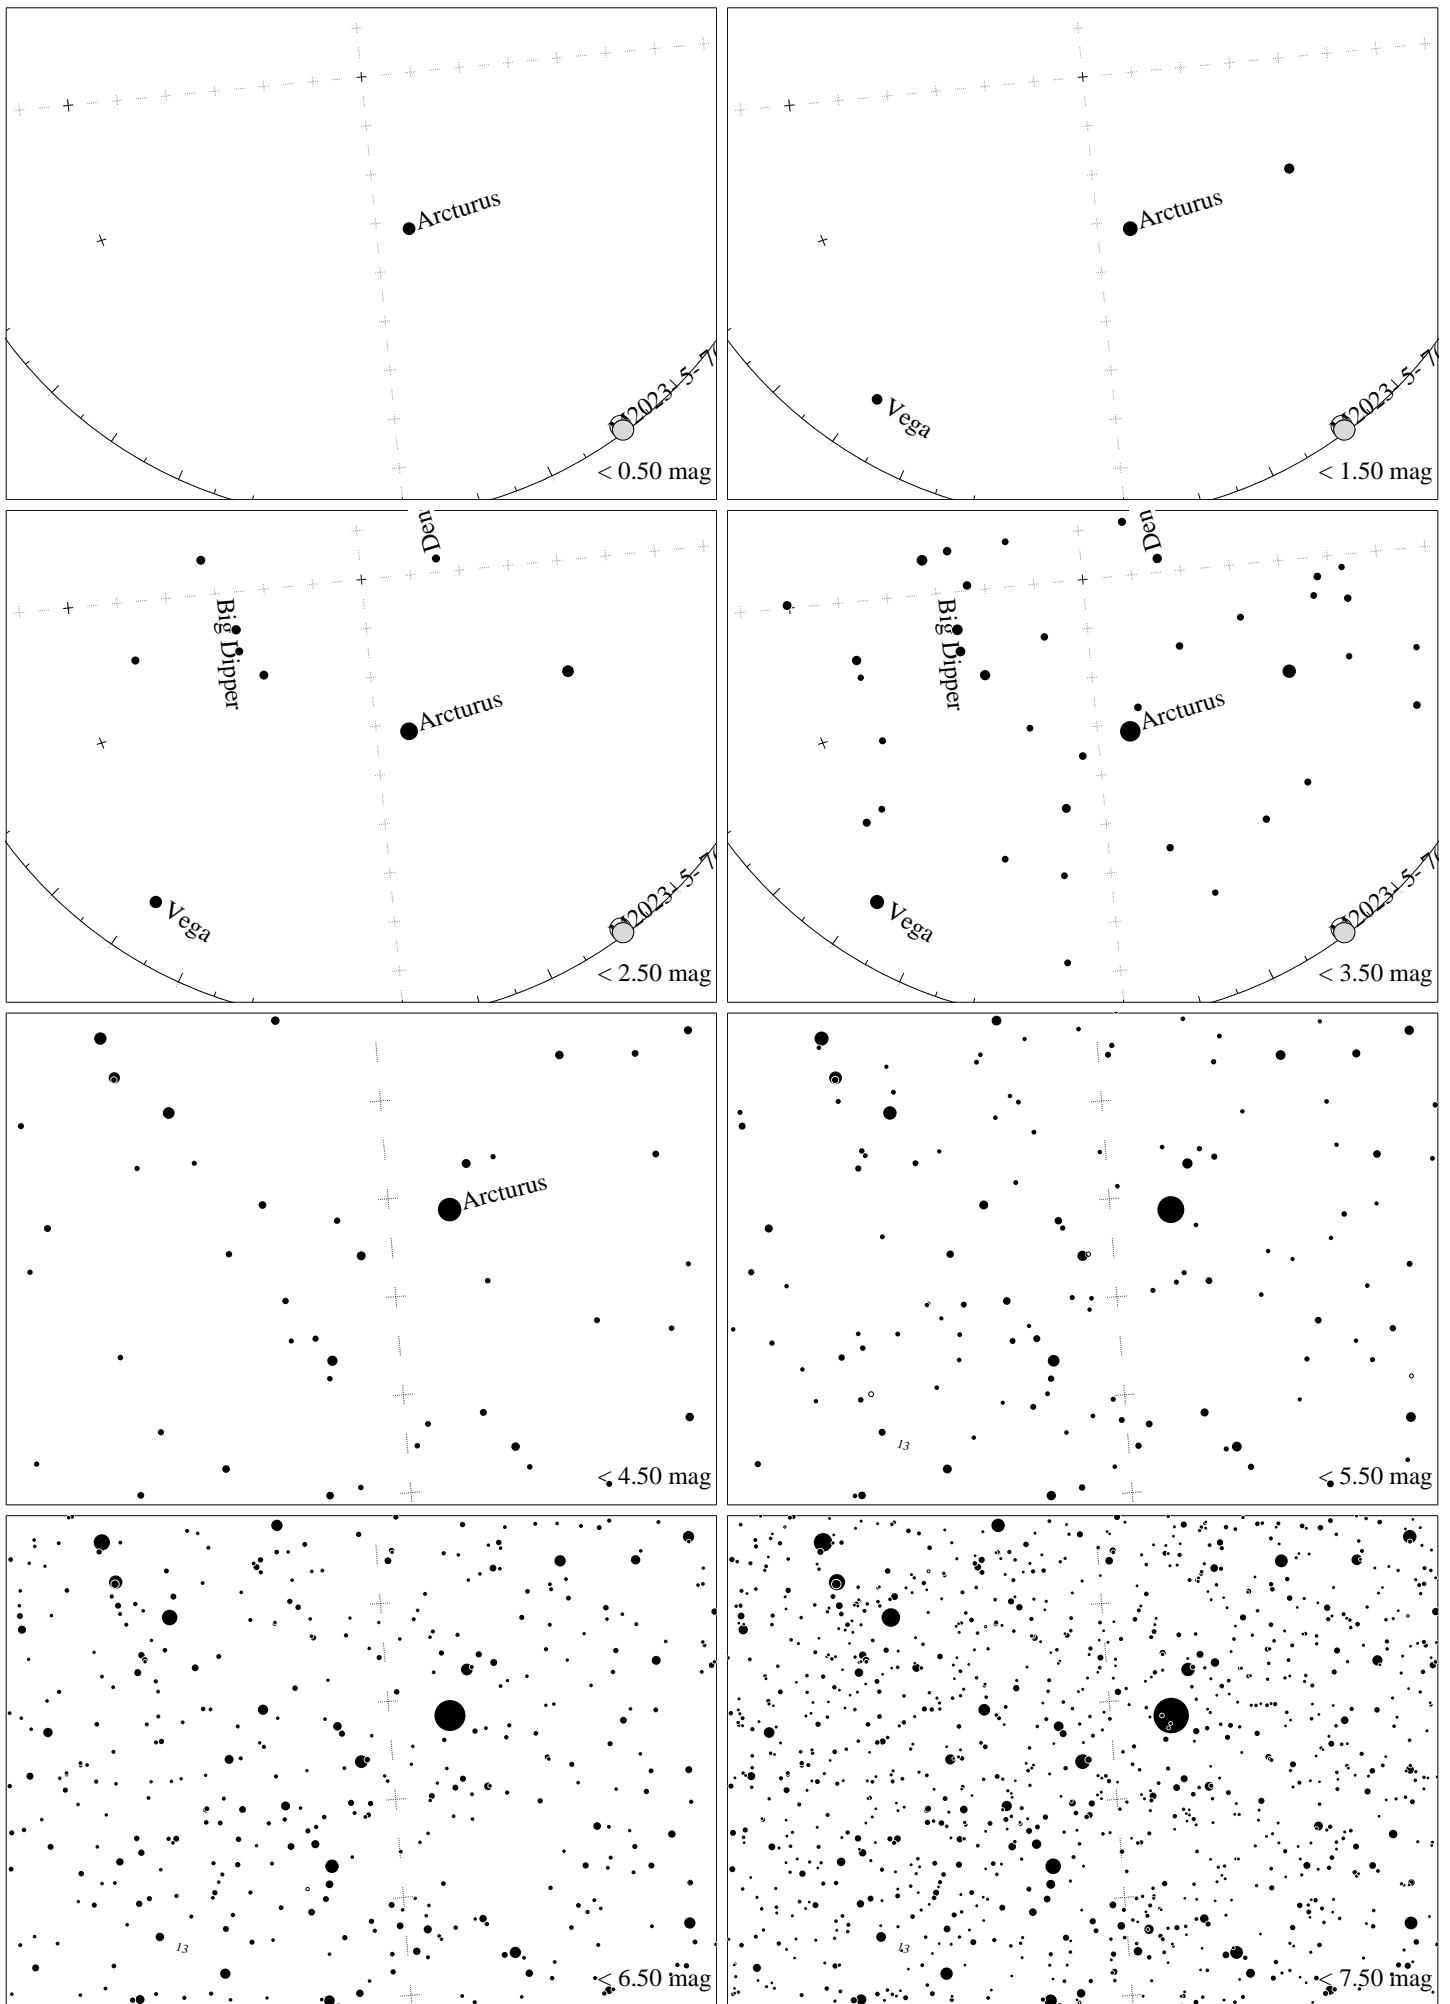 Arcturus
< 0.50 mag
Arcturus
Vega
< 1.50 mag
Den
Big Dipper
Arcturus
Vega
< 2.50 mag
Den
Big Dipper
Arcturus
Vega
< 3.50 mag
Arcturus
< 4.50 mag
13
< 5.50 mag
13
< 6.50 mag
13
< 7.50 mag